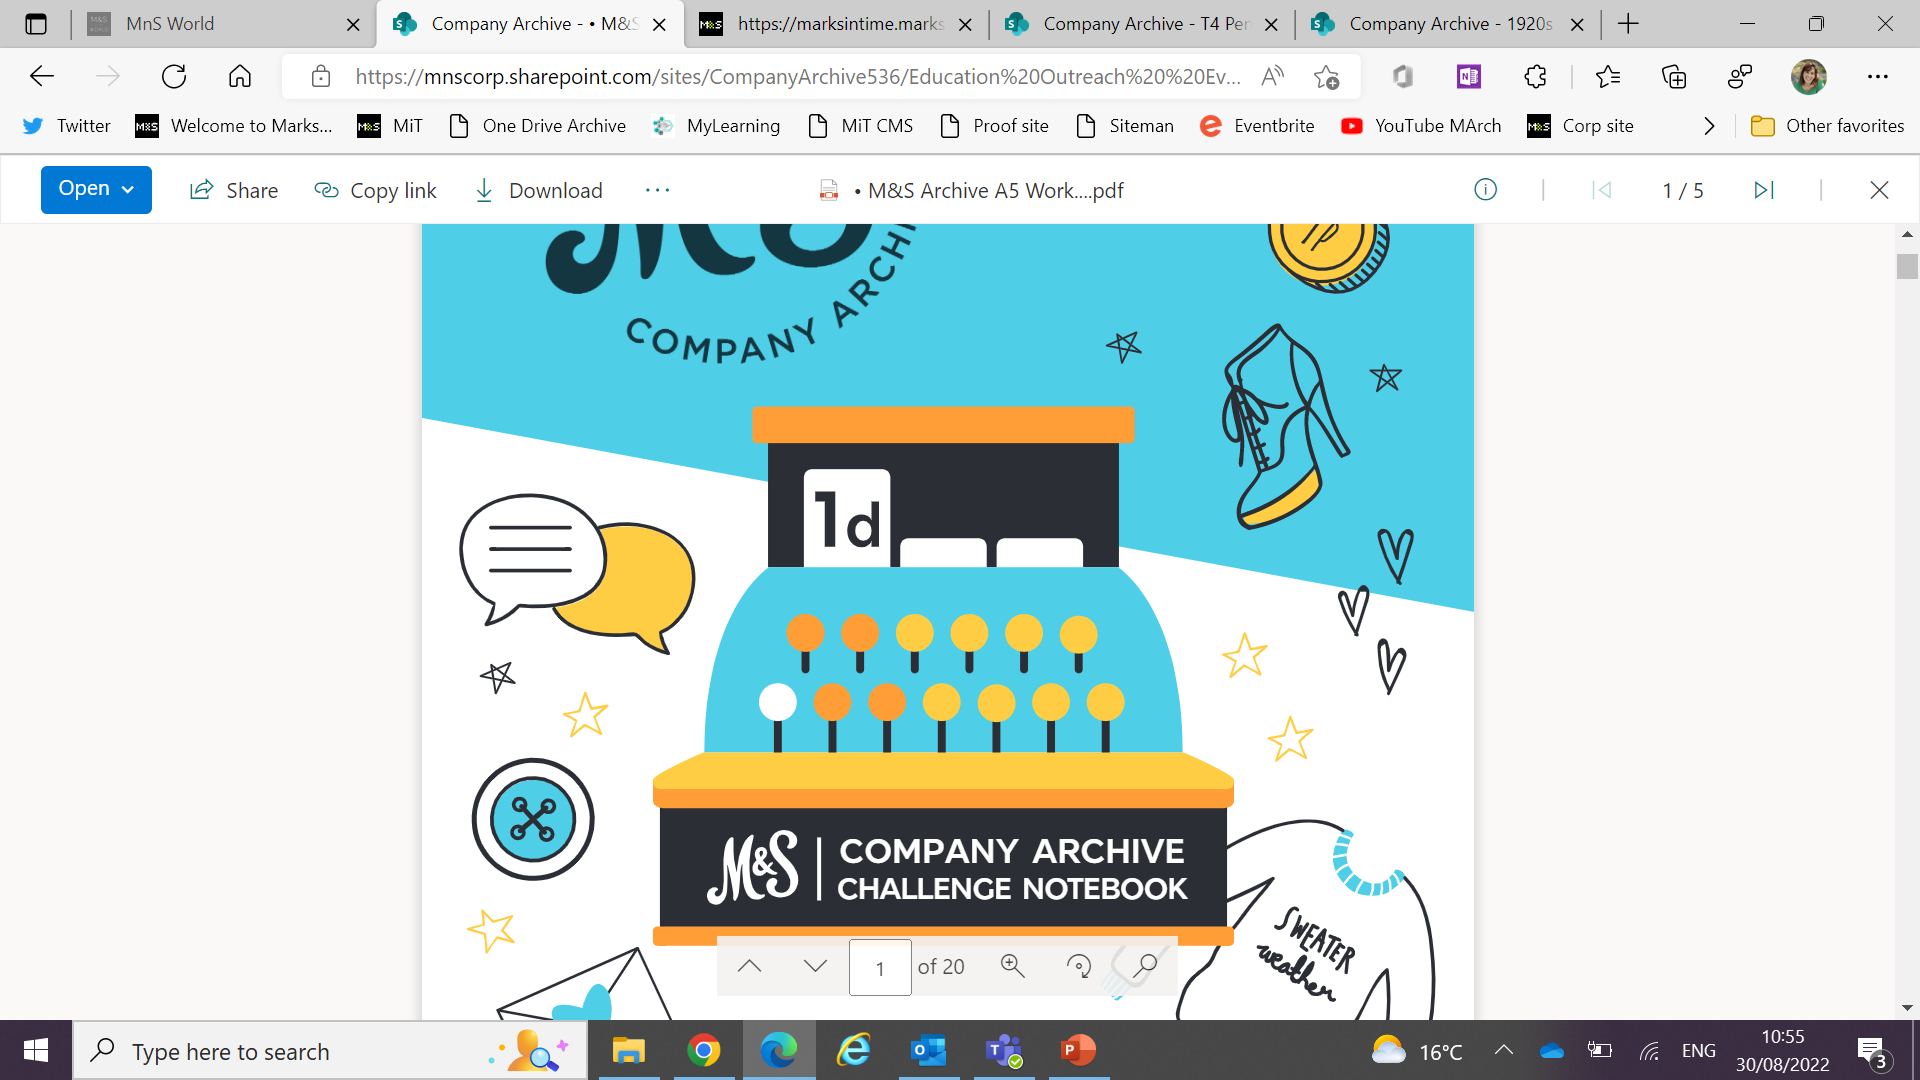 MnS World
Company Archive - • M&S
https://marksintime.marks
Company Archive - T4 Per
Company Archive - 1920s
https://mnscorp.sharepoint.com/sites/CompanyArchive536/Education%20Outreach%20%20Ev...
Twitter
Welcome to Marks...
MiT
One Drive Archive
MyLearning
MiT CMS
Proof site
Siteman
Eventbrite
YouTube MArch
Corp site
Other favorites
Open
Share
Copy link
Download
• M&S Archive A5 Work....pdf
1 / 5
M&S
COMPANY ARCHI
1P
1d
M&S | COMPANY ARCHIVE
CHALLENGE NOTEBOOK
SWEATER
weather
1 of 20
Type here to search
16°C
ENG
10:55
30/08/2022
3